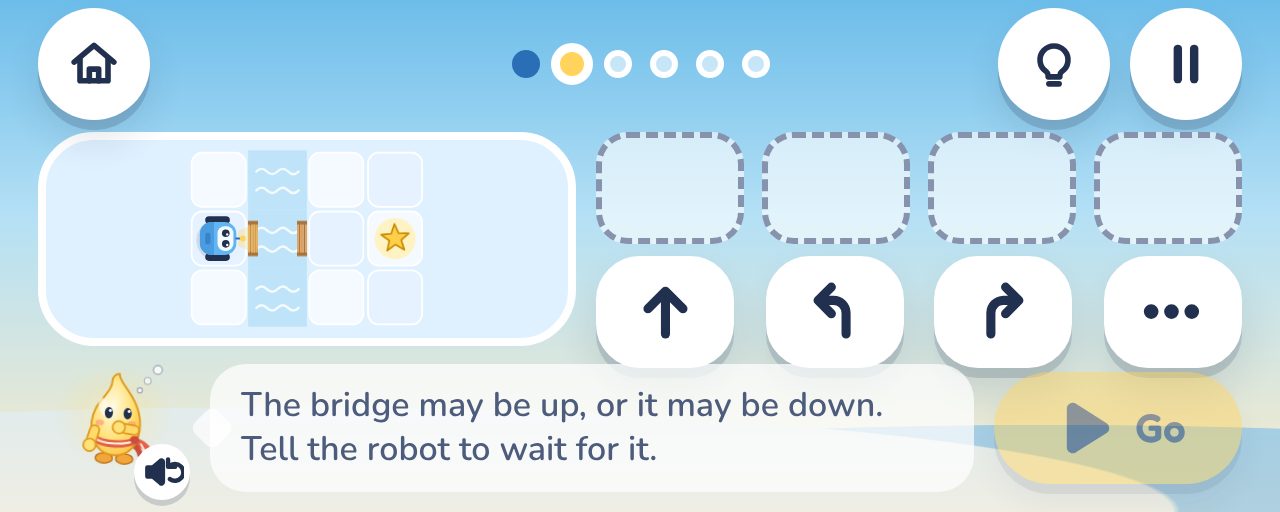 The bridge may be up, or it may be down.
Tell the robot to wait for it.
Go